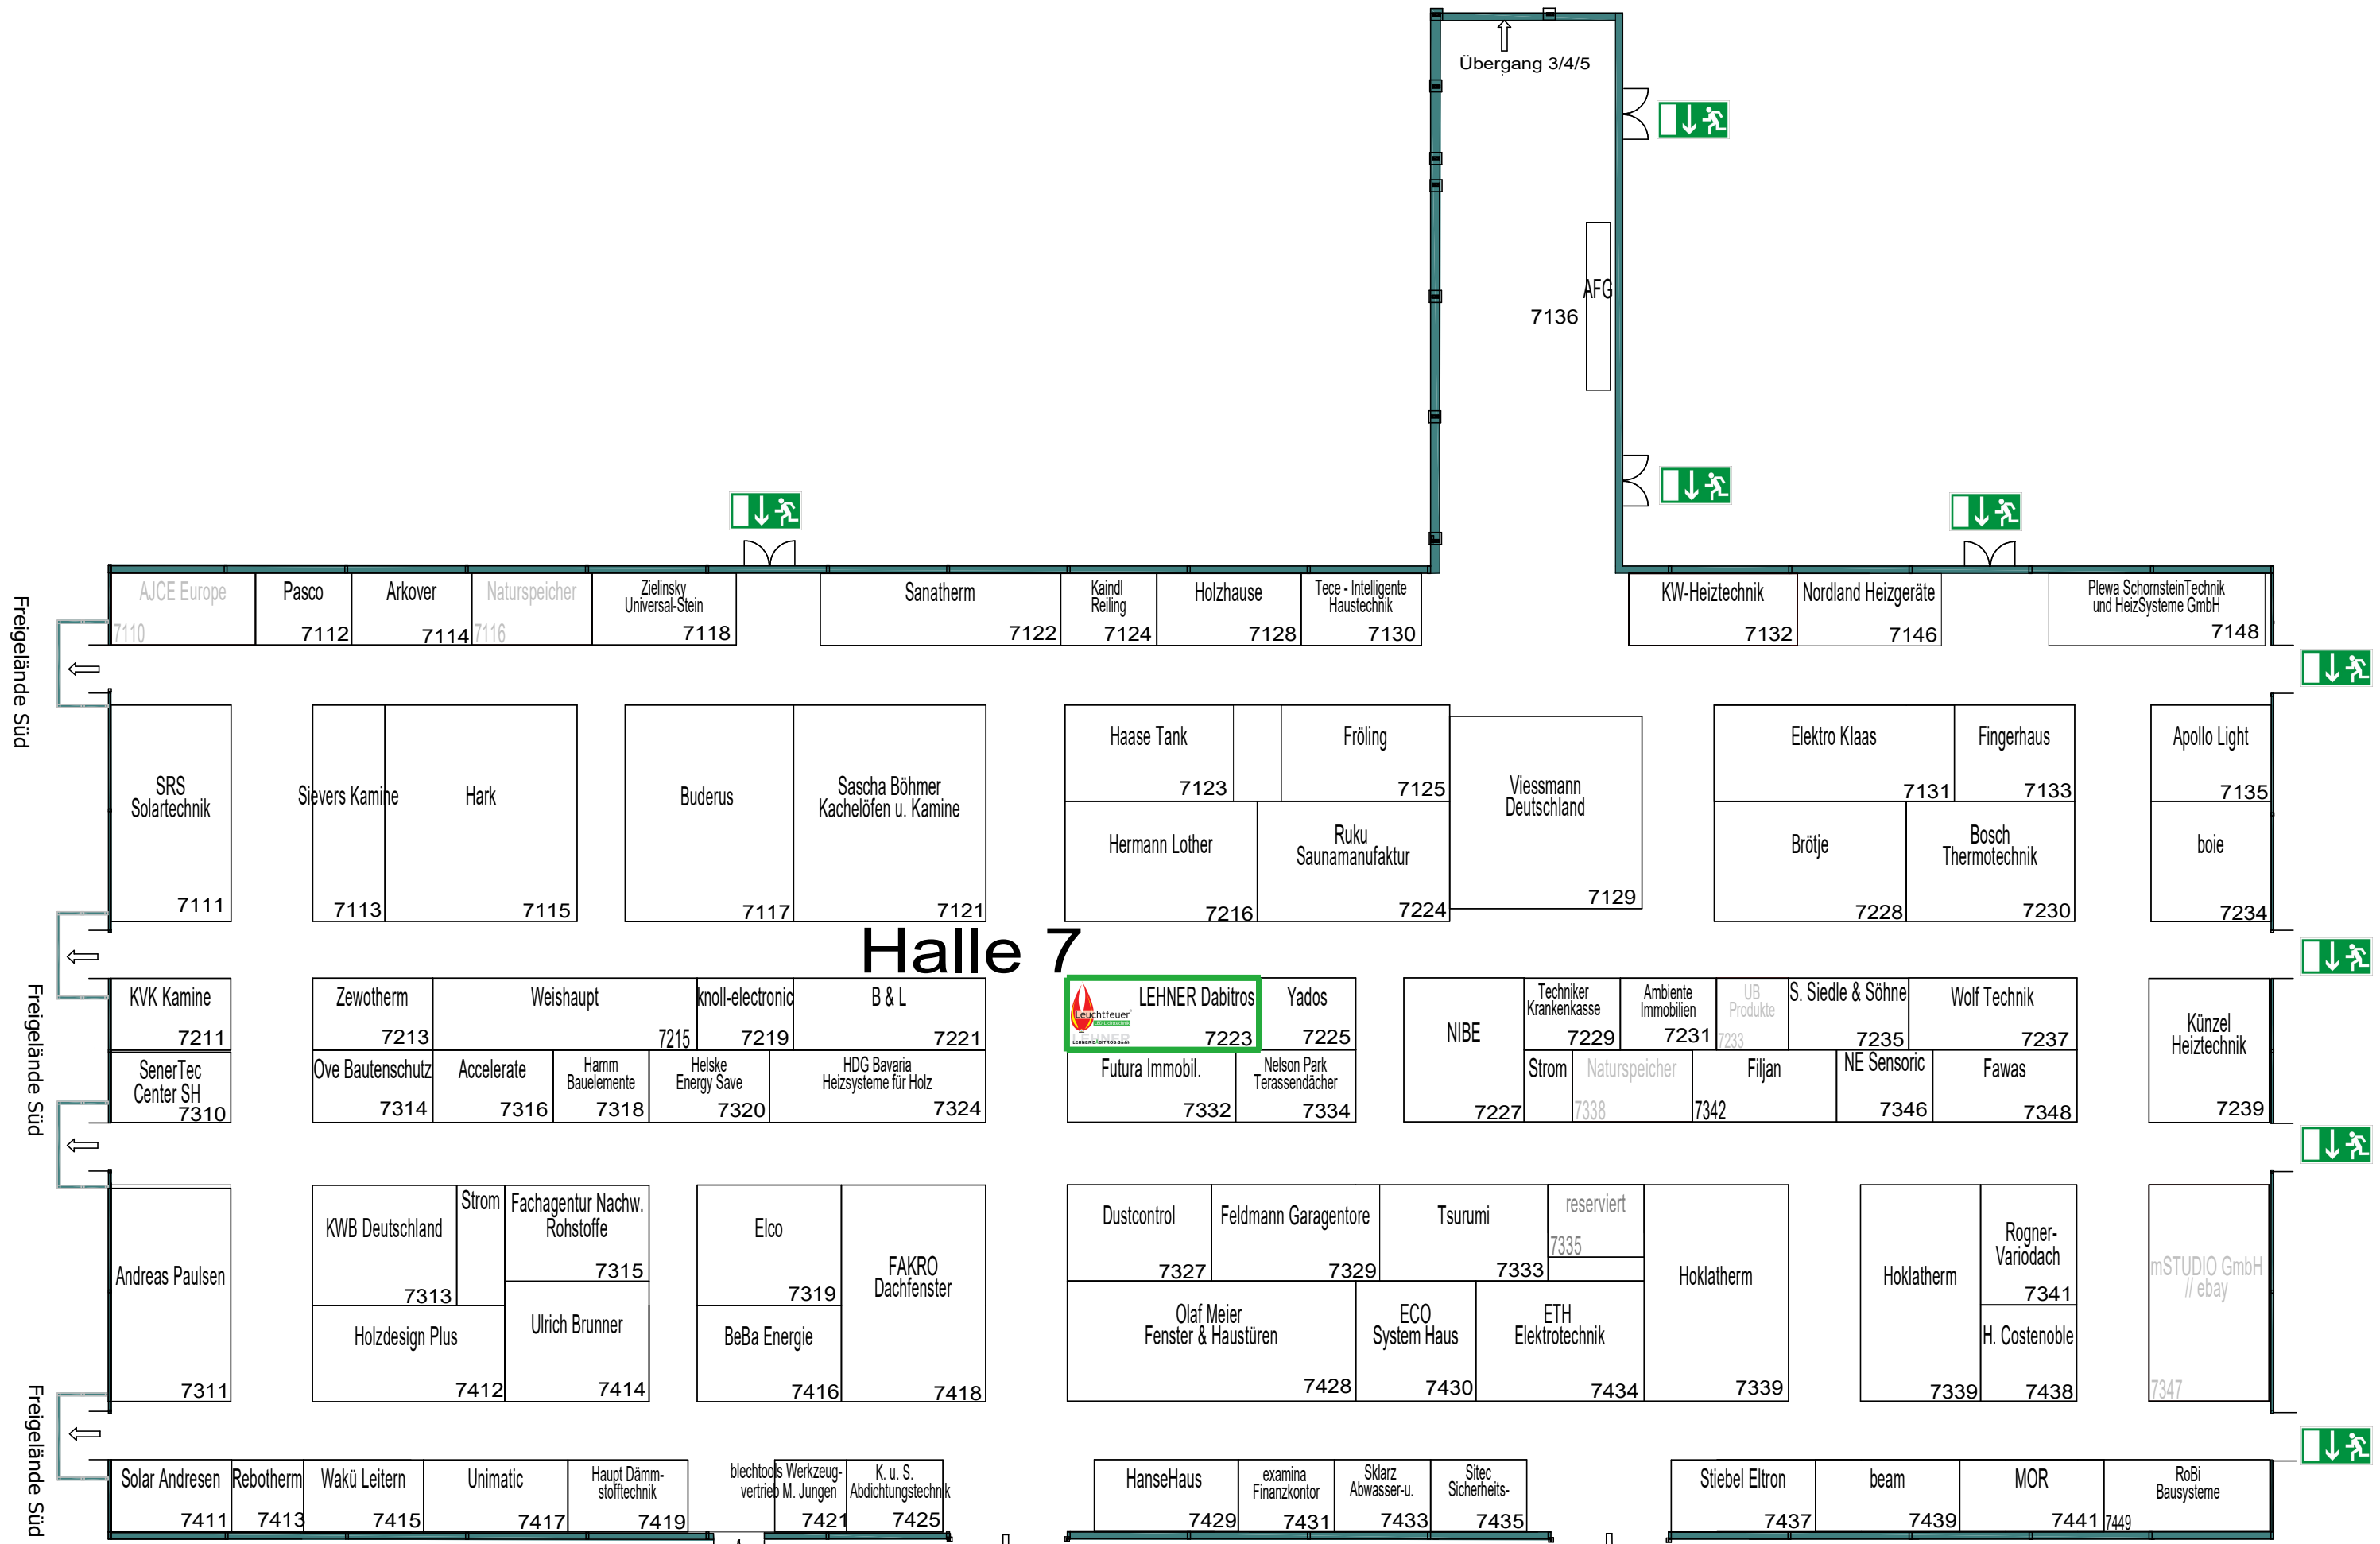 Übergang 3/4/5
AFG
7136
Freigelände Süd
AJCE Europe
7110
Pasco
7112
Arkover
7114
Naturspeicher
7116
Zielinsky
Universal-Stein
7118
Sanatherm
7122
Kaindl
Reiling
7124
Holzhause
7128
Tece - Intelligente
Haustechnik
7130
KW-Heiztechnik
7132
Nordland Heizgeräte
7146
Plewa SchornsteinTechnik
und HeizSysteme GmbH
7148
SRS
Solartechnik
7111
Sievers Kamine
7113
Hark
7115
Buderus
7117
Sascha Böhmer
Kachelöfen u. Kamine
7121
Haase Tank
7123
Fröling
7125
Hermann Lother
7216
Ruku
Saunamanufaktur
7224
Viessmann
Deutschland
7129
Elektro Klaas
7131
Fingerhaus
7133
Brötje
7228
Bosch
Thermotechnik
7230
Apollo Light
7135
boie
7234
Halle 7
Freigelände Süd
KVK Kamine
7211
SenerTec
Center SH
7310
Zewotherm
7213
Weishaupt
7215
knoll-electronic
7219
B & L
7221
Ove Bautenschutz
7314
Accelerate
7316
Hamm
Bauelemente
7318
Helske
Energy Save
7320
HDG Bavaria
Heizsysteme für Holz
7324
Leuchtfeuer
LEHNER
LEHNER DABITROS GmbH
LEHNER Dabitros
7223
Yados
7225
Futura Immobil.
7332
Nelson Park
Terassendächer
7334
NIBE
7227
Techniker
Krankenkasse
7229
Ambiente
Immobilien
7231
UB
Produkte
7233
S. Siedle & Söhne
7235
Wolf Technik
7237
Strom
Naturspeicher
7338
Filjan
7342
NE Sensoric
7346
Fawas
7348
Künzel
Heiztechnik
7239
Andreas Paulsen
7311
KWB Deutschland
7313
Strom
Fachagentur Nachw.
Rohstoffe
7315
Holzdesign Plus
7412
Ulrich Brunner
7414
Elco
7319
BeBa Energie
7416
FAKRO
Dachfenster
7418
Dustcontrol
7327
Feldmann Garagentore
7329
Tsurumi
7333
reserviert
7335
Olaf Meier
Fenster & Haustüren
7428
ECO
System Haus
7430
ETH
Elektrotechnik
7434
Hoklatherm
7339
Hoklatherm
7339
Rogner-
Variodach
7341
H. Costenoble
7438
mSTUDIO GmbH
// ebay
7347
Freigelände Süd
Solar Andresen
7411
Rebotherm
7413
Wakü Leitern
7415
Unimatic
7417
Haupt Dämm-
stofftechnik
7419
blechtools Werkzeug-
vertrieb M. Jungen
7421
K. u. S.
Abdichtungstechnik
7425
HanseHaus
7429
examina
Finanzkontor
7431
Sklarz
Abwasser-u.
7433
Sitec
Sicherheits-
7435
Stiebel Eltron
7437
beam
7439
MOR
7441
RoBi
Bausysteme
7449